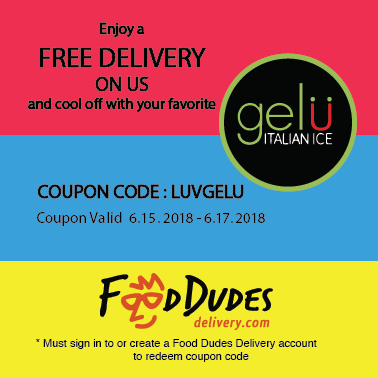 Enjoy a
FREE DELIVERY
ON US
and cool off with your favorite
gelü
ITALIAN ICE
COUPON CODE : LUVGELU
Coupon Valid 6.15.2018 - 6.17.2018
FOOD DUDES
delivery.com
* Must sign in to or create a Food Dudes Delivery account
to redeem coupon code